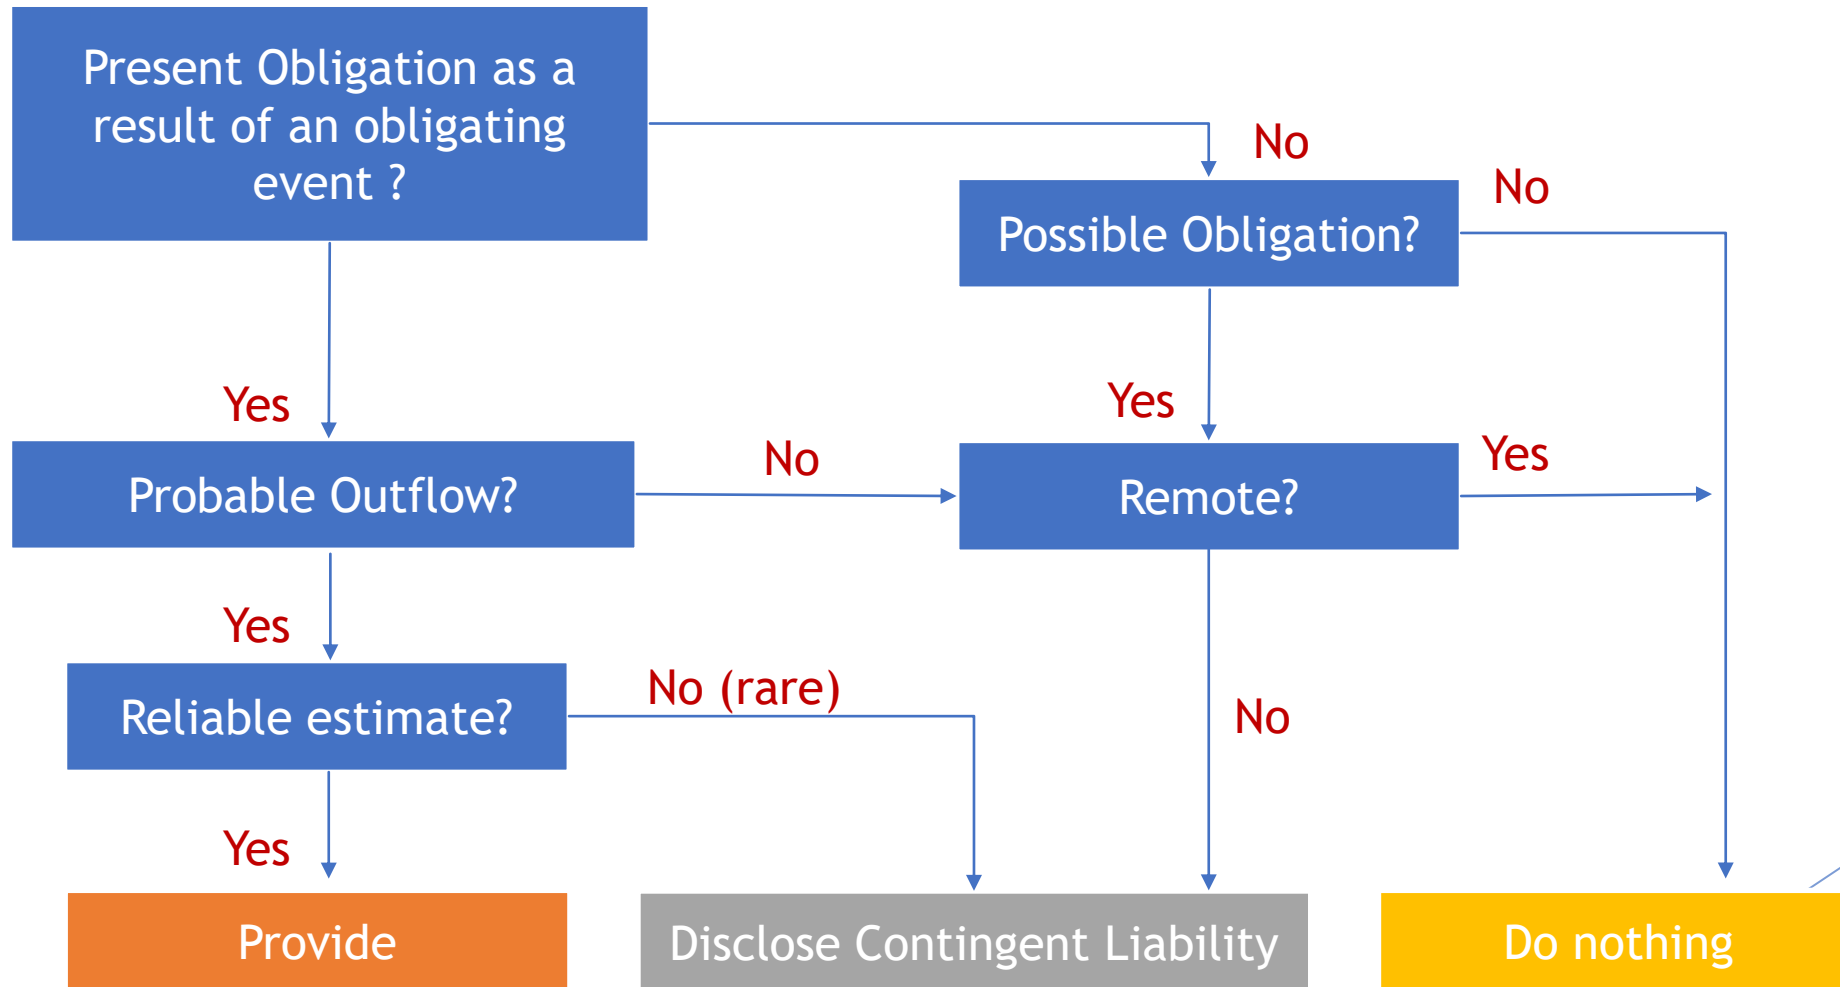 Present Obligation as a
result of an obligating
event ?
No
Possible Obligation?
No
Yes
Yes
Probable Outflow?
No
Remote?
Yes
Yes
Reliable estimate?
No (rare)
No
Yes
Provide
Disclose Contingent Liability
Do nothing